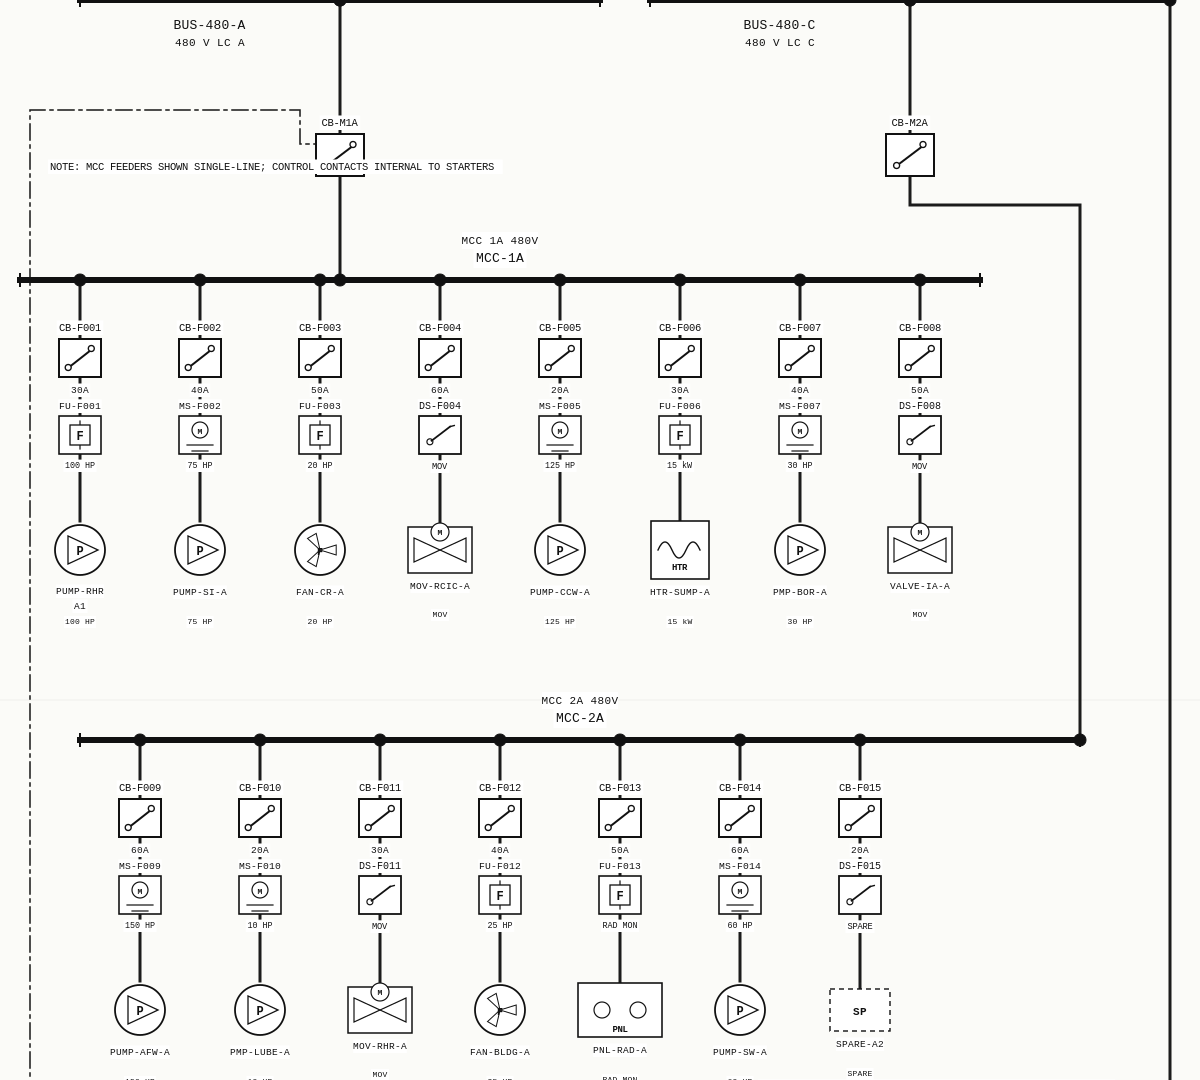 BUS-480-A BUS-480-C
480 V LC A 480 V LC C
CB-M1A CB-M2A
NOTE: MCC FEEDERS SHOWN SINGLE-LINE; CONTROL CONTACTS INTERNAL TO STARTERS
MCC 1A 480V
MCC-1A
CB-F001 CB-F002 CB-F003 CB-F004 CB-F005 CB-F006 CB-F007 CB-F008
30A 40A 50A 60A 20A 30A 40A 50A
FU-F001 MS-F002 FU-F003 DS-F004 MS-F005 FU-F006 MS-F007 DS-F008
F M F M F M
100 HP 75 HP 20 HP MOV 125 HP 15 kW 30 HP MOV
M M
P P P P
HTR
PUMP-RHR PUMP-SI-A FAN-CR-A MOV-RCIC-A PUMP-CCW-A HTR-SUMP-A PMP-BOR-A VALVE-IA-A
A1
100 HP 75 HP 20 HP MOV 125 HP 15 kW 30 HP MOV
MCC 2A 480V
MCC-2A
CB-F009 CB-F010 CB-F011 CB-F012 CB-F013 CB-F014 CB-F015
60A 20A 30A 40A 50A 60A 20A
MS-F009 MS-F010 DS-F011 FU-F012 FU-F013 MS-F014 DS-F015
M M F F M
150 HP 10 HP MOV 25 HP RAD MON 60 HP SPARE
M
P P P SP
PNL
PUMP-AFW-A PMP-LUBE-A MOV-RHR-A FAN-BLDG-A PNL-RAD-A PUMP-SW-A SPARE-A2
MOV RAD MON SPARE